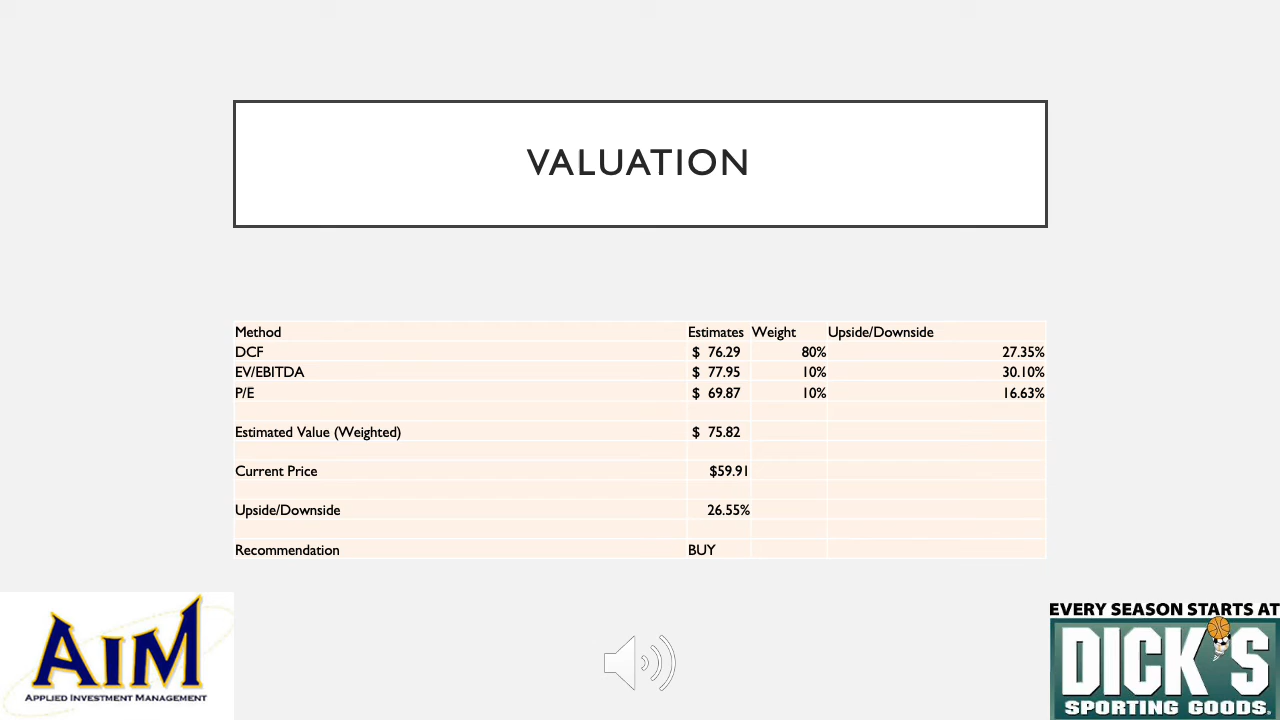 VALUATION
Method Estimates Weight Upside/Downside
DCF $ 76.29 80% 27.35%
EV/EBITDA $ 77.95 10% 30.10%
P/E $ 69.87 10% 16.63%
Estimated Value (Weighted) $ 75.82
Current Price $59.91
Upside/Downside 26.55%
Recommendation BUY
AIM
APPLIED INVESTMENT MANAGEMENT
EVERY SEASON STARTS AT
DICK'S
SPORTING GOODS®